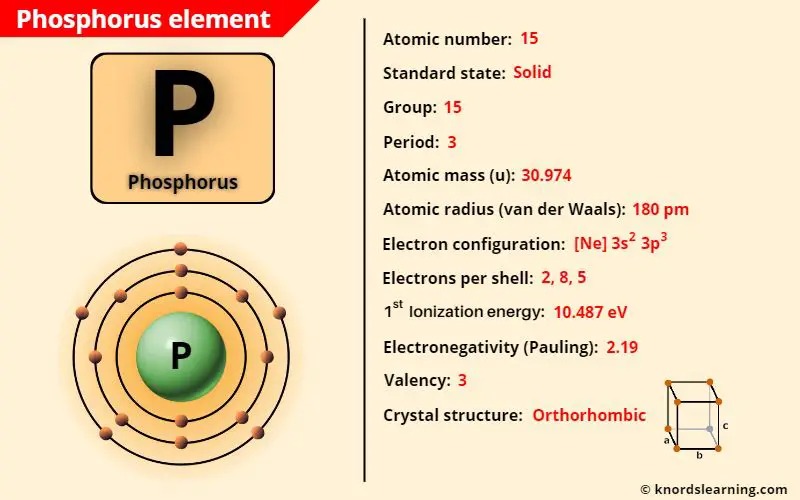 Phosphorus element
P
Phosphorus
P
Atomic number: 15
Standard state: Solid
Group: 15
Period: 3
Atomic mass (u): 30.974
Atomic radius (van der Waals): 180 pm
Electron configuration: [Ne] 3s² 3p³
Electrons per shell: 2, 8, 5
1ˢᵗ Ionization energy: 10.487 eV
Electronegativity (Pauling): 2.19
Valency: 3
Crystal structure: Orthorhombic
a
b
c
© knordslearning.com